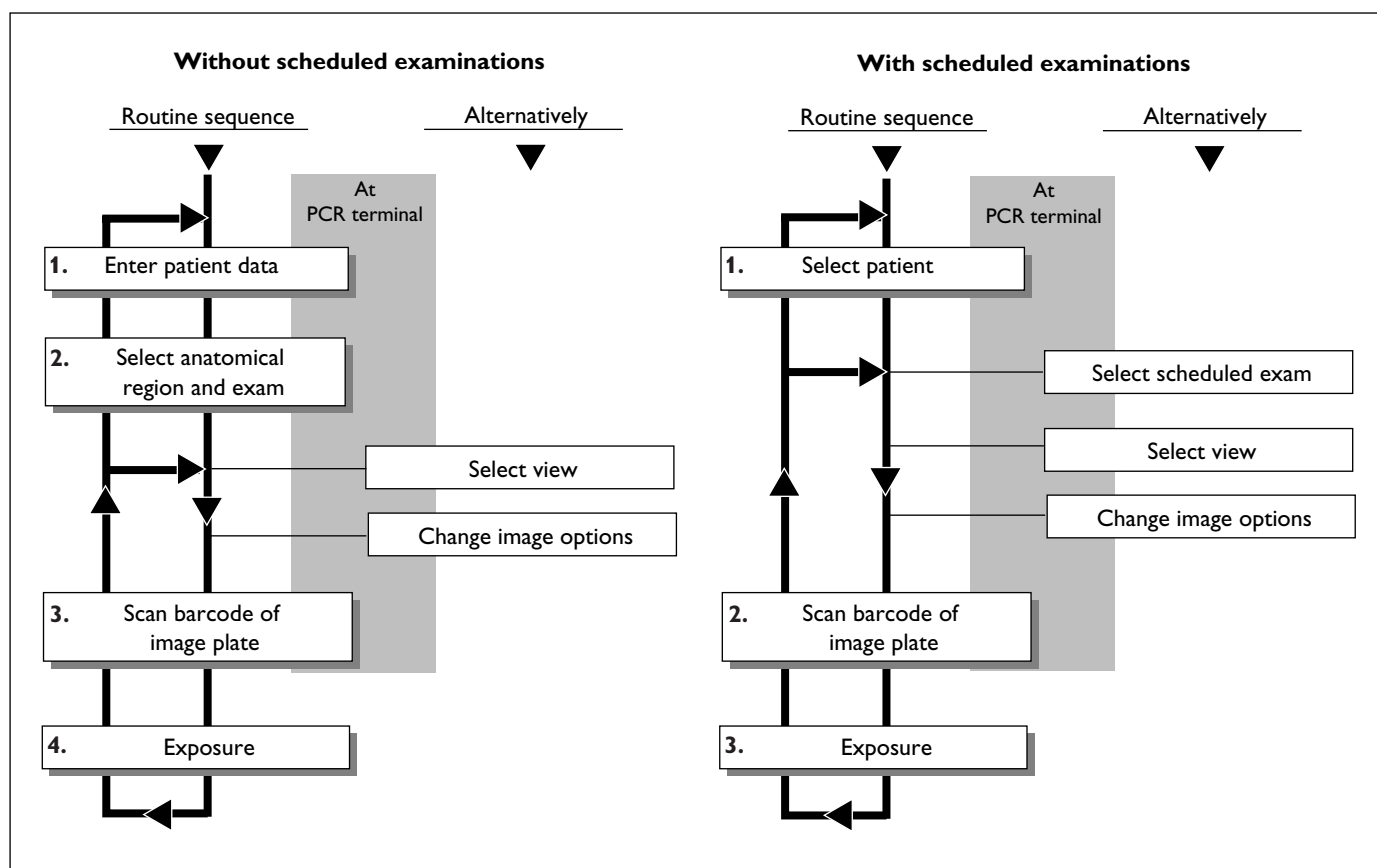 Without scheduled examinations
Routine sequence
Alternatively
At
PCR terminal
1. Enter patient data
2. Select anatomical
region and exam
Select view
Change image options
3. Scan barcode of
image plate
4. Exposure
With scheduled examinations
Routine sequence
Alternatively
At
PCR terminal
1. Select patient
Select scheduled exam
Select view
Change image options
2. Scan barcode of
image plate
3. Exposure